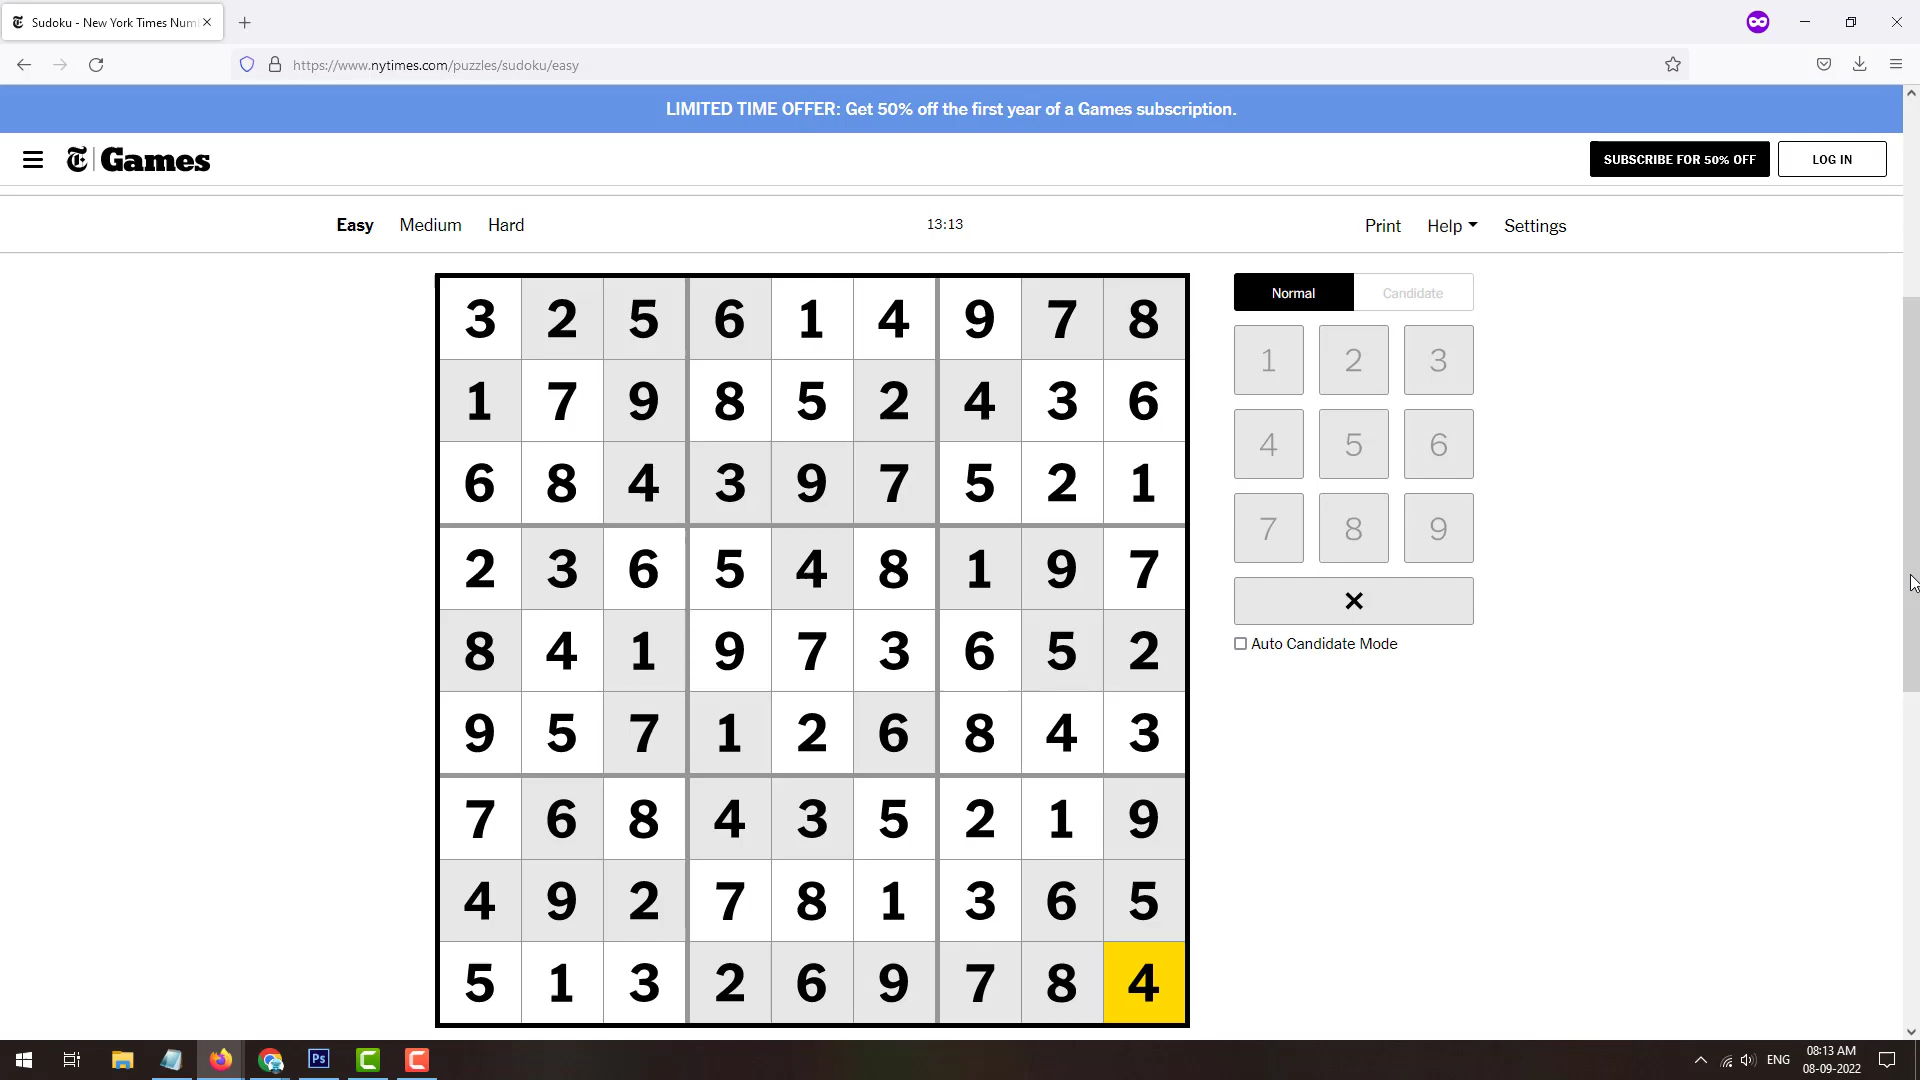 Sudoku - New York Times Num
https://www.nytimes.com/puzzles/sudoku/easy
LIMITED TIME OFFER: Get 50% off the first year of a Games subscription.
T Games
SUBSCRIBE FOR 50% OFF
LOG IN
Easy Medium Hard
13:13
Print Help Settings
3 2 5 6 1 4 9 7 8
1 7 9 8 5 2 4 3 6
6 8 4 3 9 7 5 2 1
2 3 6 5 4 8 1 9 7
8 4 1 9 7 3 6 5 2
9 5 7 1 2 6 8 4 3
7 6 8 4 3 5 2 1 9
4 9 2 7 8 1 3 6 5
5 1 3 2 6 9 7 8 4
Normal Candidate
1 2 3
4 5 6
7 8 9
Auto Candidate Mode
Ps
ENG
08:13 AM
08-09-2022